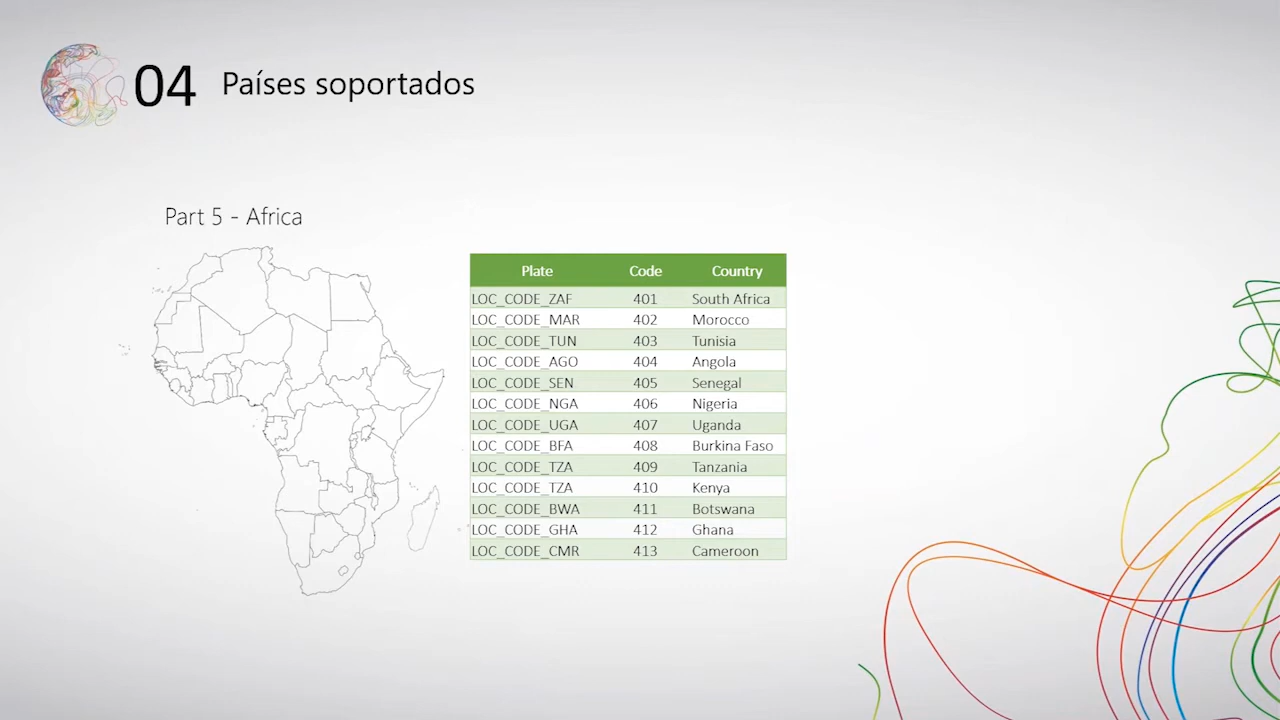 04 Países soportados
Part 5 - Africa
Plate Code Country
LOC_CODE_ZAF 401 South Africa
LOC_CODE_MAR 402 Morocco
LOC_CODE_TUN 403 Tunisia
LOC_CODE_AGO 404 Angola
LOC_CODE_SEN 405 Senegal
LOC_CODE_NGA 406 Nigeria
LOC_CODE_UGA 407 Uganda
LOC_CODE_BFA 408 Burkina Faso
LOC_CODE_TZA 409 Tanzania
LOC_CODE_TZA 410 Kenya
LOC_CODE_BWA 411 Botswana
LOC_CODE_GHA 412 Ghana
LOC_CODE_CMR 413 Cameroon